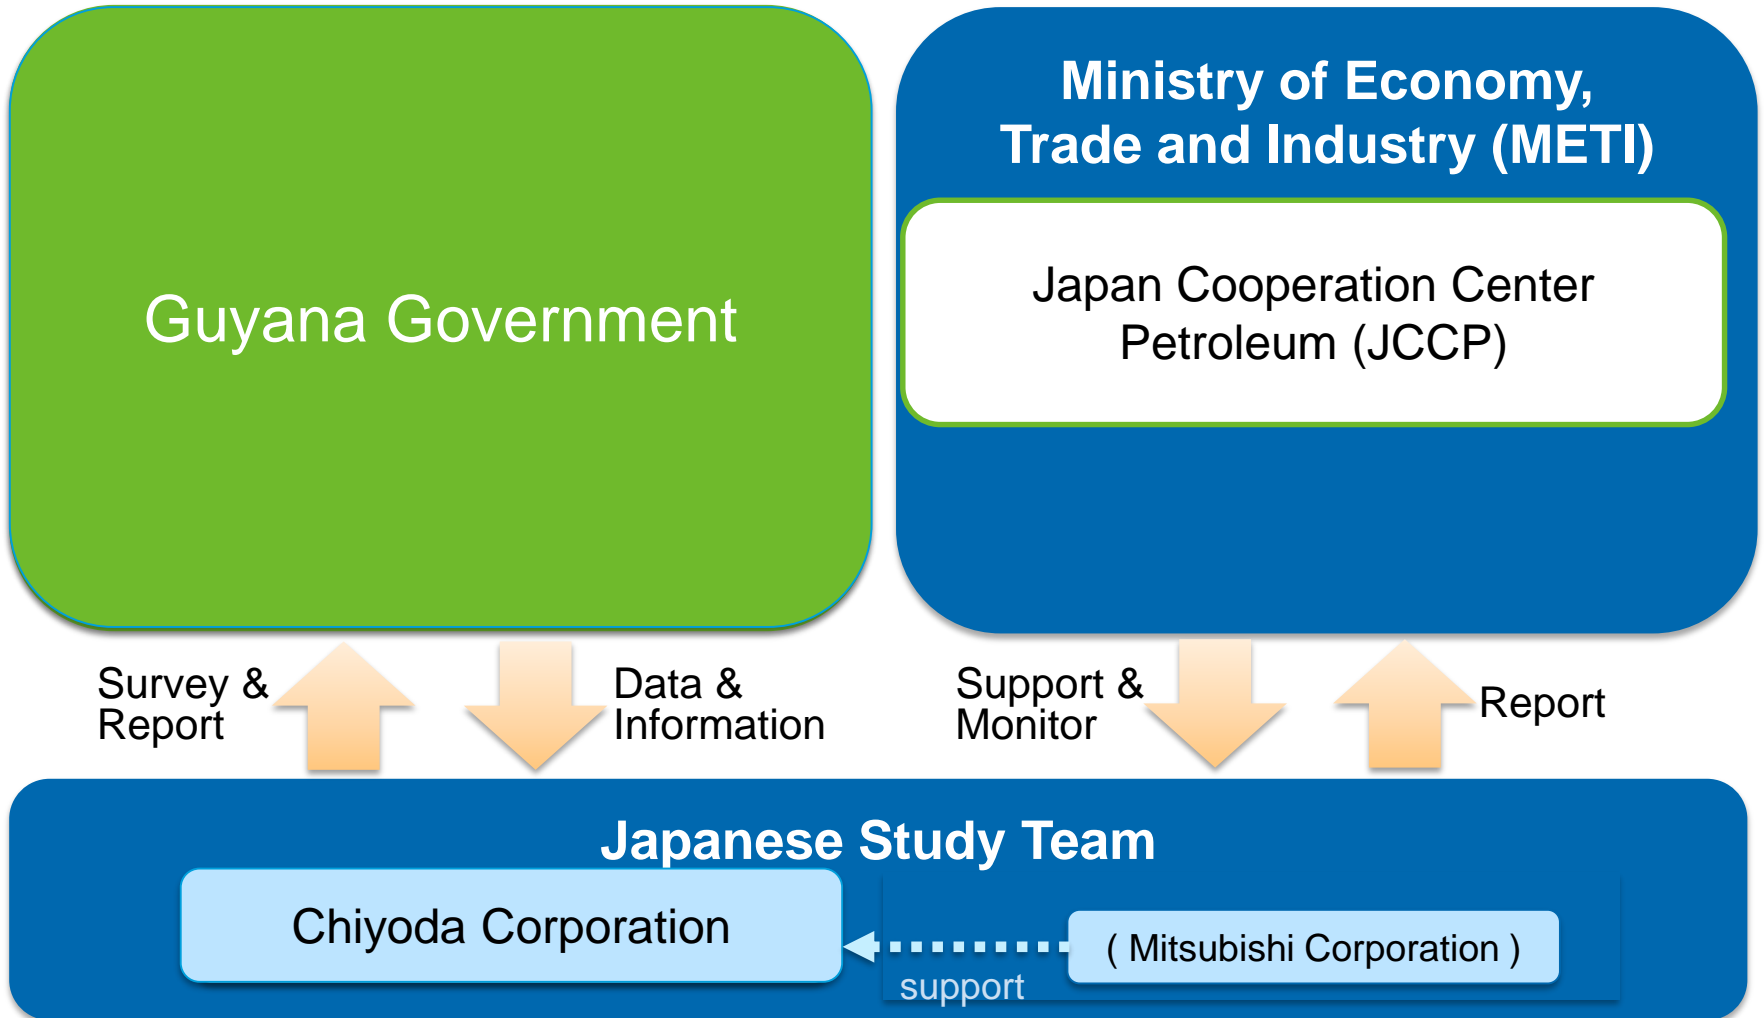 Guyana Government
Ministry of Economy,
Trade and Industry (METI)
Japan Cooperation Center
Petroleum (JCCP)
Survey &
Report
Data &
Information
Support &
Monitor
Report
Japanese Study Team
Chiyoda Corporation
( Mitsubishi Corporation )
support